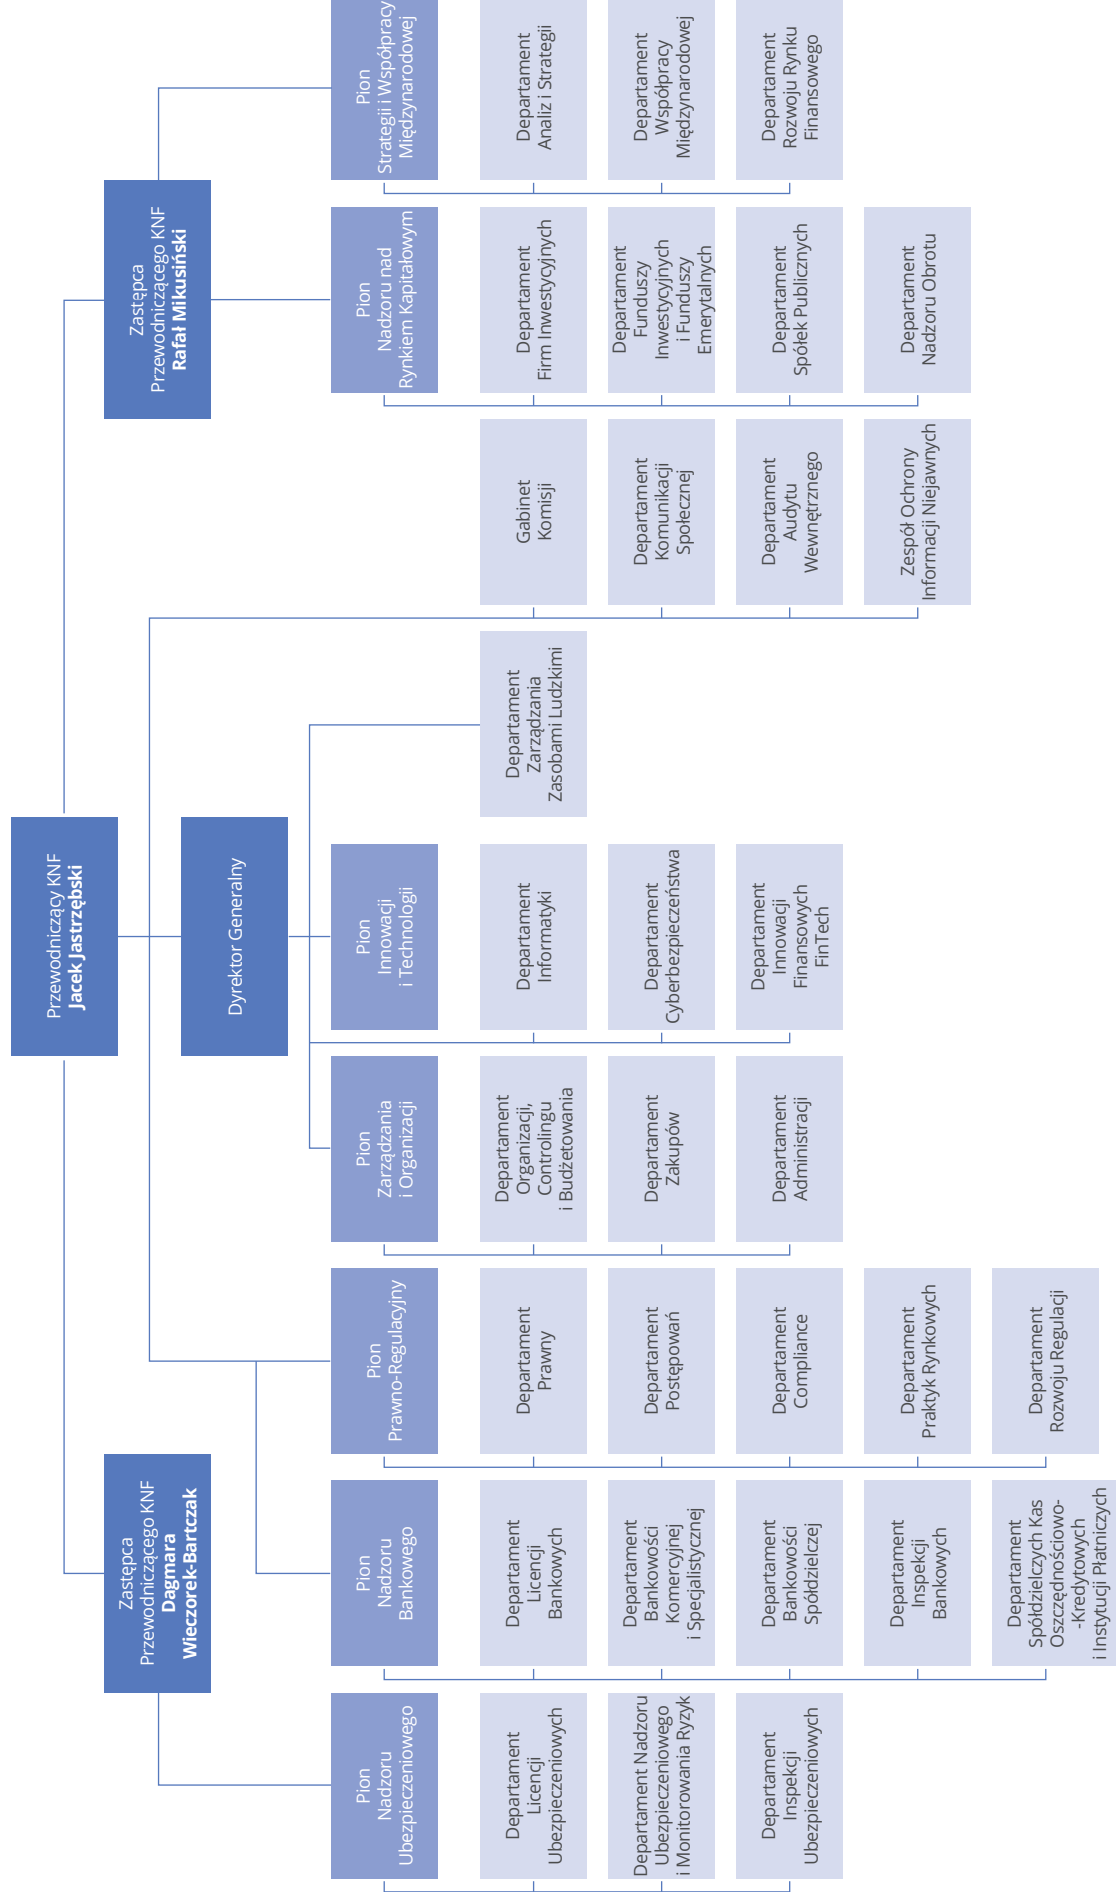 Przewodniczący KNF
Jacek Jastrzębski
Zastępca
Przewodniczącego KNF
Dagmara
Wieczorek-Bartczak
Zastępca
Przewodniczącego KNF
Rafał Mikusiński
Dyrektor Generalny
Pion
Nadzoru
Ubezpieczeniowego
Departament
Licencji
Ubezpieczeniowych
Departament Nadzoru
Ubezpieczeniowego
i Monitorowania Ryzyk
Departament
Inspekcji
Ubezpieczeniowych
Pion
Nadzoru
Bankowego
Departament
Licencji
Bankowych
Departament
Bankowości
Komercyjnej
i Specjalistycznej
Departament
Bankowości
Spółdzielczej
Departament
Inspekcji
Bankowych
Departament
Spółdzielczych Kas
Oszczędnościowo-
-Kredytowych
i Instytucji Płatniczych
Pion
Prawno-Regulacyjny
Departament
Prawny
Departament
Postępowań
Departament
Compliance
Departament
Praktyk Rynkowych
Departament
Rozwoju Regulacji
Pion
Zarządzania
i Organizacji
Departament
Organizacji,
Controlingu
i Budżetowania
Departament
Zakupów
Departament
Administracji
Pion
Innowacji
i Technologii
Departament
Informatyki
Departament
Cyberbezpieczeństwa
Departament
Innowacji
Finansowych
FinTech
Departament
Zarządzania
Zasobami Ludzkimi
Gabinet
Komisji
Departament
Komunikacji
Społecznej
Departament
Audytu
Wewnętrznego
Zespół Ochrony
Informacji Niejawnych
Pion
Nadzoru nad
Rynkiem Kapitałowym
Departament
Firm Inwestycyjnych
Departament
Funduszy
Inwestycyjnych
i Funduszy
Emerytalnych
Departament
Spółek Publicznych
Departament
Nadzoru Obrotu
Pion
Strategii i Współpracy
Międzynarodowej
Departament
Analiz i Strategii
Departament
Współpracy
Międzynarodowej
Departament
Rozwoju Rynku
Finansowego